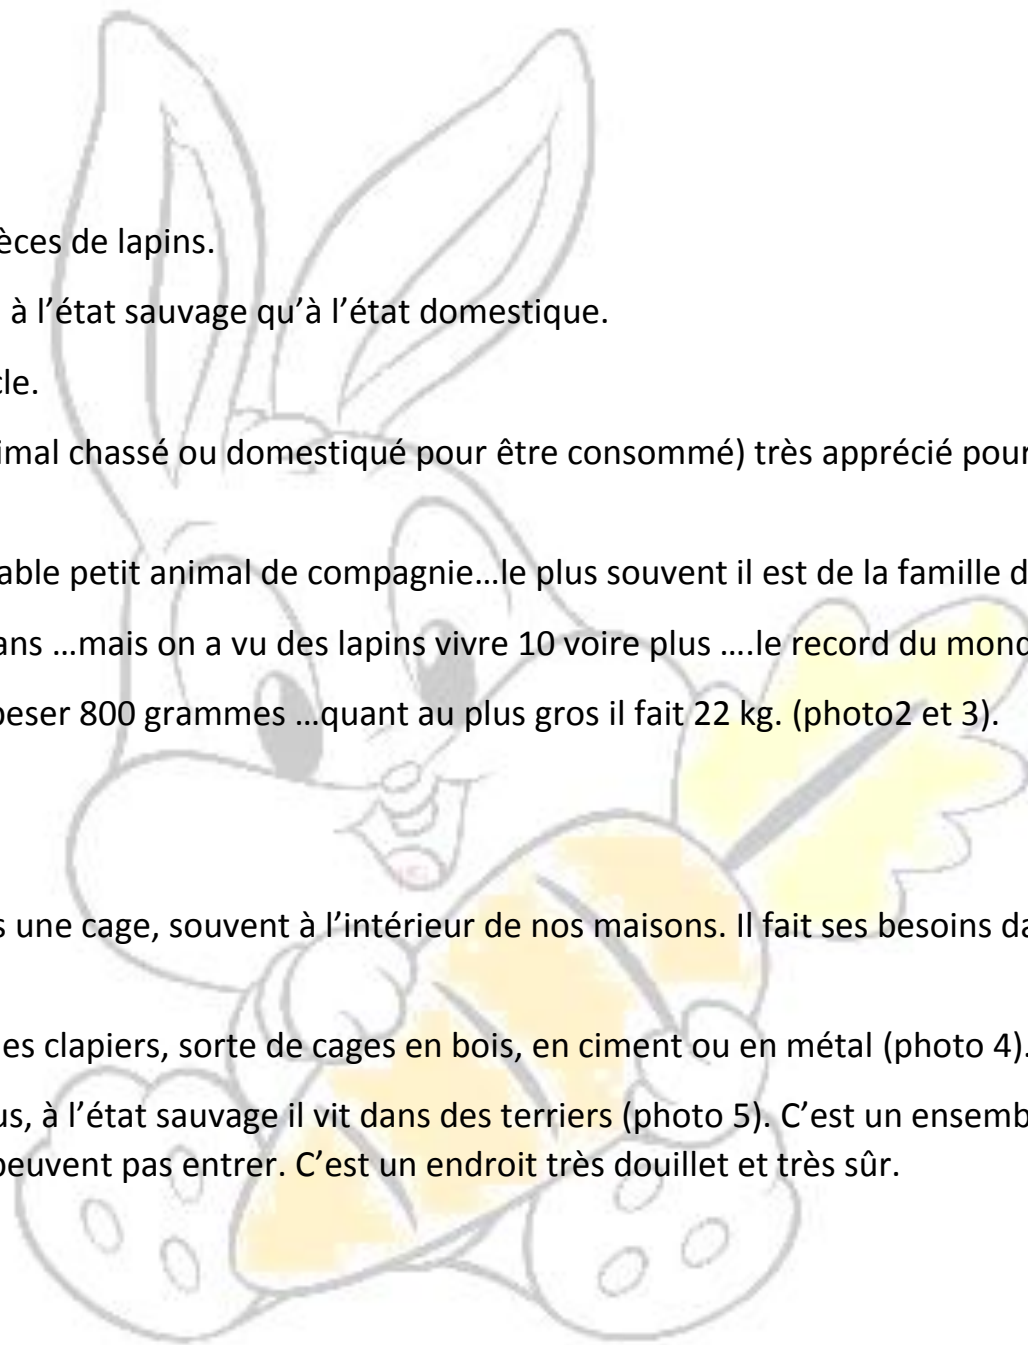 èces de lapins.
à l’état sauvage qu’à l’état domestique.
cle.
imal chassé ou domestiqué pour être consommé) très apprécié pour
able petit animal de compagnie…le plus souvent il est de la famille d
ans …mais on a vu des lapins vivre 10 voire plus ….le record du mond
peser 800 grammes …quant au plus gros il fait 22 kg. (photo2 et 3).
s une cage, souvent à l’intérieur de nos maisons. Il fait ses besoins da
es clapiers, sorte de cages en bois, en ciment ou en métal (photo 4).
us, à l’état sauvage il vit dans des terriers (photo 5). C’est un ensemb
peuvent pas entrer. C’est un endroit très douillet et très sûr.